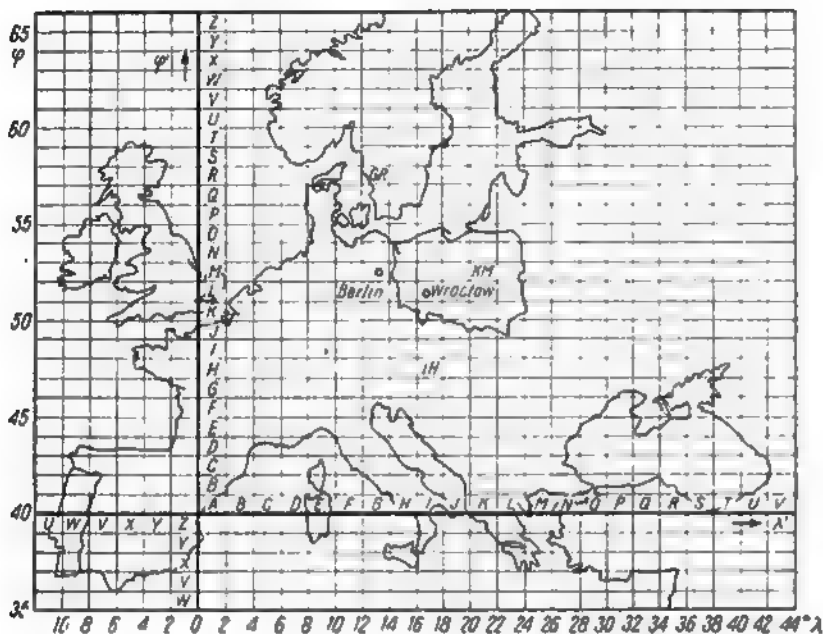 65
φ
φ'
60
55
50
45
40
35
Z
Y
X
W
V
U
T
S
R
Q
P
O
N
M
L
K
J
I
H
G
F
E
D
C
B
A B C D E F G H I J K L M N O P Q R S T U V
U W V X Y Z
Y
X
V
W
GR
KM
Berlin
Wrocław
IH
λ'
10 8 6 4 2 0 2 4 6 8 10 12 14 16 18 20 22 24 26 28 30 32 34 36 38 40 42 44° λ